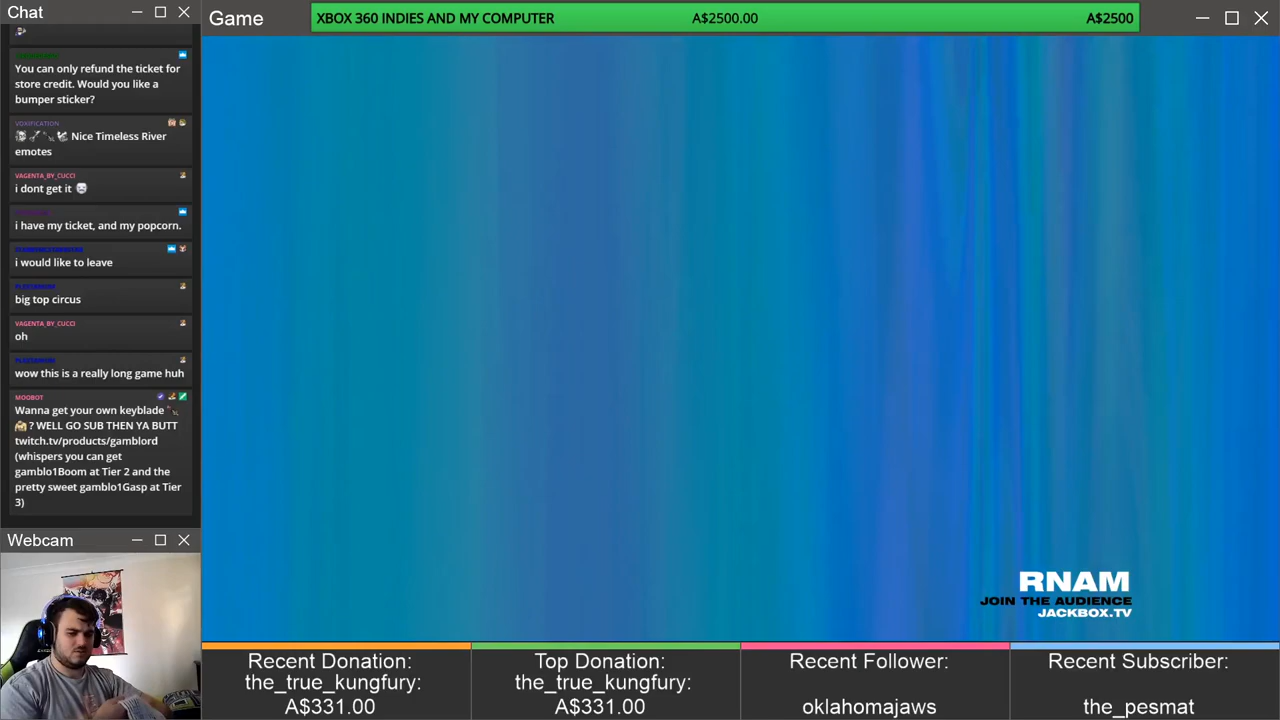 Chat
Game
XBOX 360 INDIES AND MY COMPUTER
A$2500.00
A$2500
You can only refund the ticket for
store credit. Would you like a
bumper sticker?
VOXIFICATION
Nice Timeless River
emotes
VAGENTA_BY_CUCCI
i dont get it
i have my ticket, and my popcorn.
i would like to leave
big top circus
VAGENTA_BY_CUCCI
oh
wow this is a really long game huh
MOOBOT
Wanna get your own keyblade
? WELL GO SUB THEN YA BUTT
twitch.tv/products/gamblord
(whispers you can get
gamblo1Boom at Tier 2 and the
pretty sweet gamblo1Gasp at Tier
3)
Webcam
RNAM
JOIN THE AUDIENCE
JACKBOX.TV
Recent Donation:
the_true_kungfury:
A$331.00
Top Donation:
the_true_kungfury:
A$331.00
Recent Follower:
oklahomajaws
Recent Subscriber:
the_pesmat